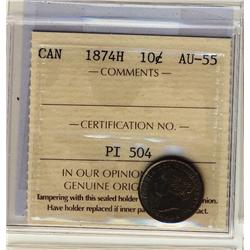 CAN 1874H 10¢ AU-55
— COMMENTS —
— CERTIFICATION NO. —
PI 504
IN OUR OPINION
GENUINE ORIG
Tampering with this sealed holder
Have holder replaced if inner pa